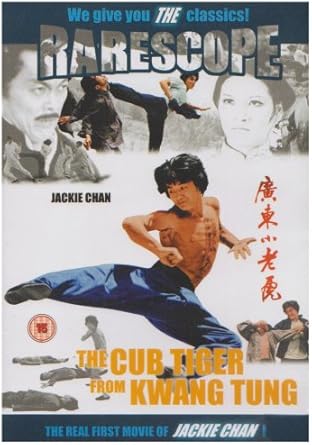 We give you THE classics!
RARESCOPE
JACKIE CHAN
廣東小老虎
15
THE CUB TIGER
FROM KWANG TUNG
THE REAL FIRST MOVIE OF JACKIE CHAN